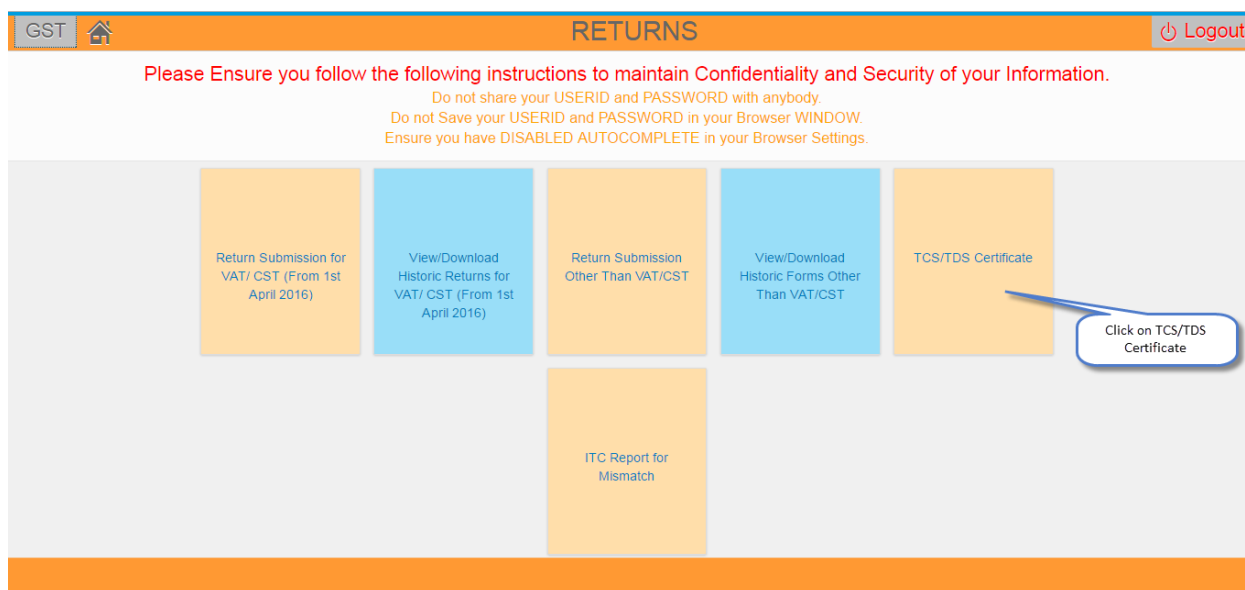 GST
RETURNS
Logout
Please Ensure you follow the following instructions to maintain Confidentiality and Security of your Information.
Do not share your USERID and PASSWORD with anybody.
Do not Save your USERID and PASSWORD in your Browser WINDOW.
Ensure you have DISABLED AUTOCOMPLETE in your Browser Settings.
Return Submission for
VAT/ CST (From 1st
April 2016)
View/Download
Historic Returns for
VAT/ CST (From 1st
April 2016)
Return Submission
Other Than VAT/CST
View/Download
Historic Forms Other
Than VAT/CST
TCS/TDS Certificate
Click on TCS/TDS
Certificate
ITC Report for
Mismatch